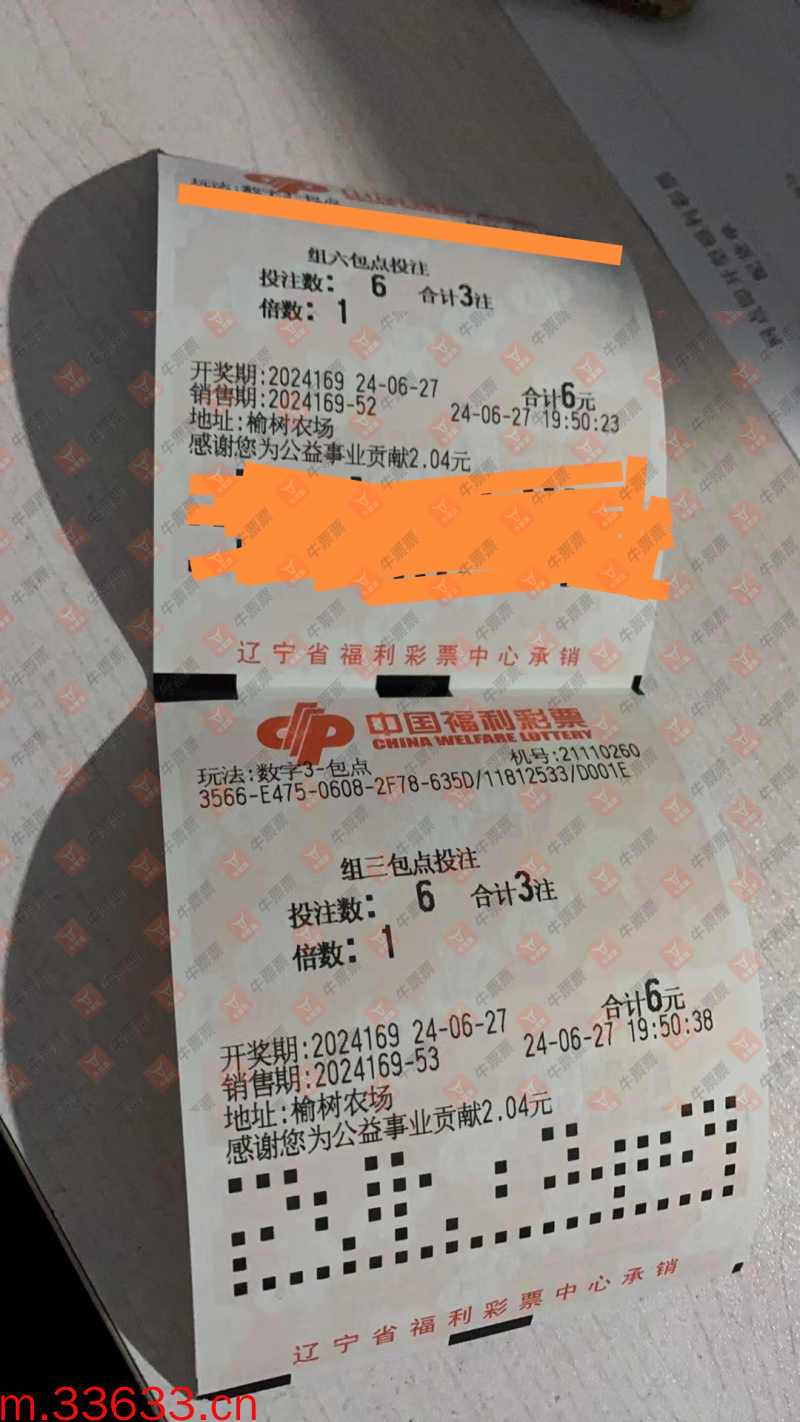 组六包点投注
投注数: 6 合计3注
倍数: 1
开奖期:2024169 24-06-27 合计6元
销售期:2024169-52 24-06-27 19:50:23
地址:榆树农场
感谢您为公益事业贡献2.04元
辽宁省福利彩票中心承销
中国福利彩票
CHINA WELFARE LOTTERY
玩法:数字3-包点 机号:21110260
3566-E475-0608-2F78-635D/11812533/D001E
组三包点投注
投注数: 6 合计3注
倍数: 1
开奖期:2024169 24-06-27 合计6元
销售期:2024169-53 24-06-27 19:50:38
地址:榆树农场
感谢您为公益事业贡献2.04元
辽宁省福利彩票中心承销
m.33633.cn
牛票票